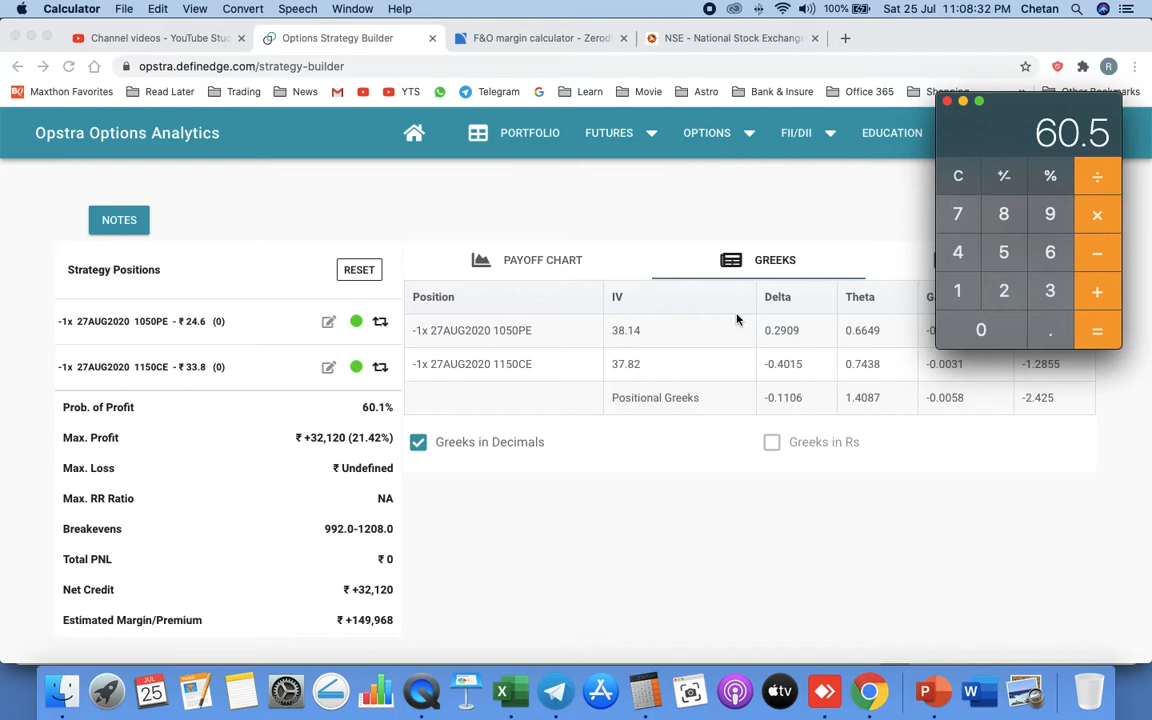 Calculator File Edit View Convert Speech Window Help 100% Sat 25 Jul 11:08:32 PM Chetan
Channel videos - YouTube Stud Options Strategy Builder F&O margin calculator - Zerodh NSE - National Stock Exchang
opstra.definedge.com/strategy-builder R
Maxthon Favorites Read Later Trading News YTS Telegram Learn Movie Astro Bank & Insure Office 365 Shopping Other Bookmarks
Opstra Options Analytics PORTFOLIO FUTURES OPTIONS FII/DII EDUCATION
60.5
C +⁄- % ÷
7 8 9 ×
4 5 6 −
1 2 3 +
0 . =
NOTES
Strategy Positions RESET
-1x 27AUG2020 1050PE - ₹ 24.6 (0)
-1x 27AUG2020 1150CE - ₹ 33.8 (0)
Prob. of Profit 60.1%
Max. Profit ₹ +32,120 (21.42%)
Max. Loss ₹ Undefined
Max. RR Ratio NA
Breakevens 992.0-1208.0
Total PNL ₹ 0
Net Credit ₹ +32,120
Estimated Margin/Premium ₹ +149,968
PAYOFF CHART GREEKS
Position IV Delta Theta
-1x 27AUG2020 1050PE 38.14 0.2909 0.6649
-1x 27AUG2020 1150CE 37.82 -0.4015 0.7438 -0.0031 -1.2855
Positional Greeks -0.1106 1.4087 -0.0058 -2.425
Greeks in Decimals Greeks in Rs
JUL
25